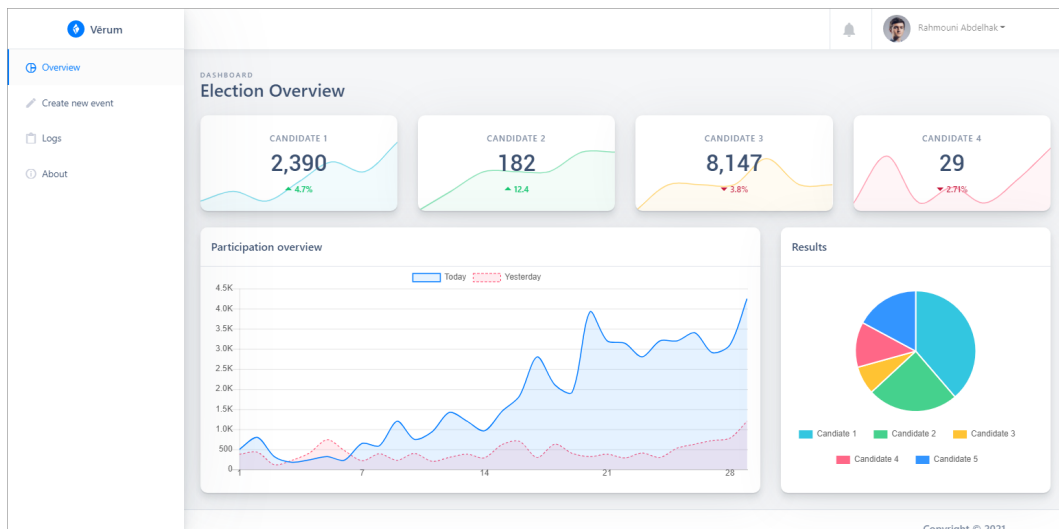 Vērum
Rahmouni Abdelhak
Overview
Create new event
Logs
About
DASHBOARD
Election Overview
CANDIDATE 1
2,390
4.7%
CANDIDATE 2
182
12.4
CANDIDATE 3
8,147
3.8%
CANDIDATE 4
29
2.71%
Participation overview
Today
Yesterday
4.5K
4.0K
3.5K
3.0K
2.5K
2.0K
1.5K
1.0K
500
0
1 7 14 21 28
Results
Candiate 1 Candidate 2 Candidate 3
Candidate 4 Candidate 5
Copyright © 2021